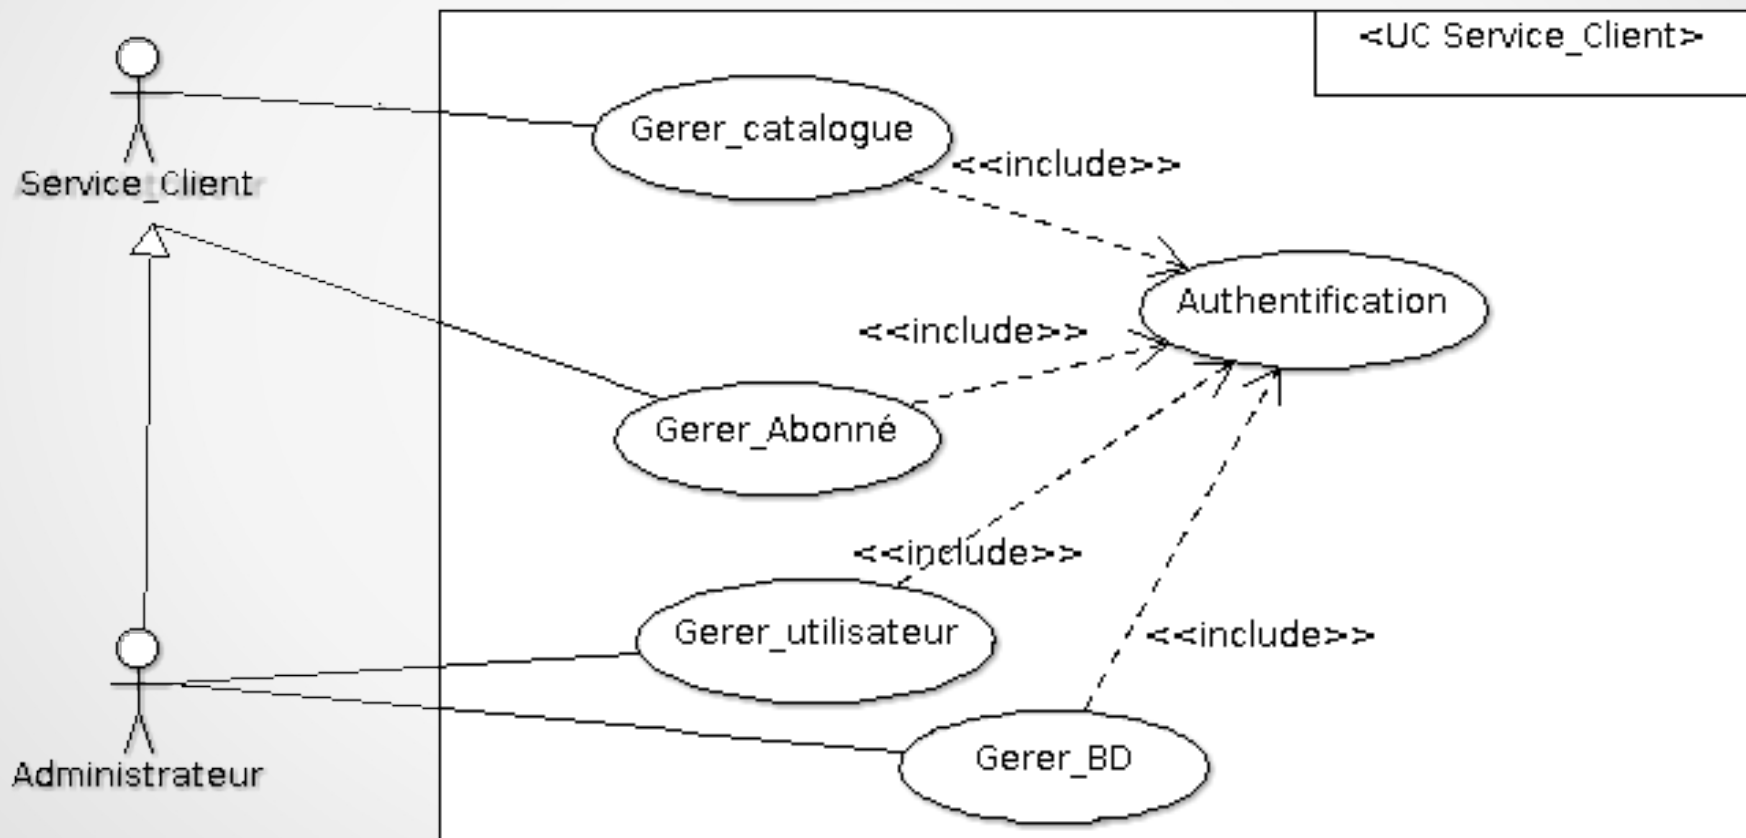 <UC Service_Client>
Service_Client
Gerer_catalogue
<<include>>
Authentification
<<include>>
Gerer_Abonné
<<include>>
Gerer_utilisateur
<<include>>
Gerer_BD
Administrateur